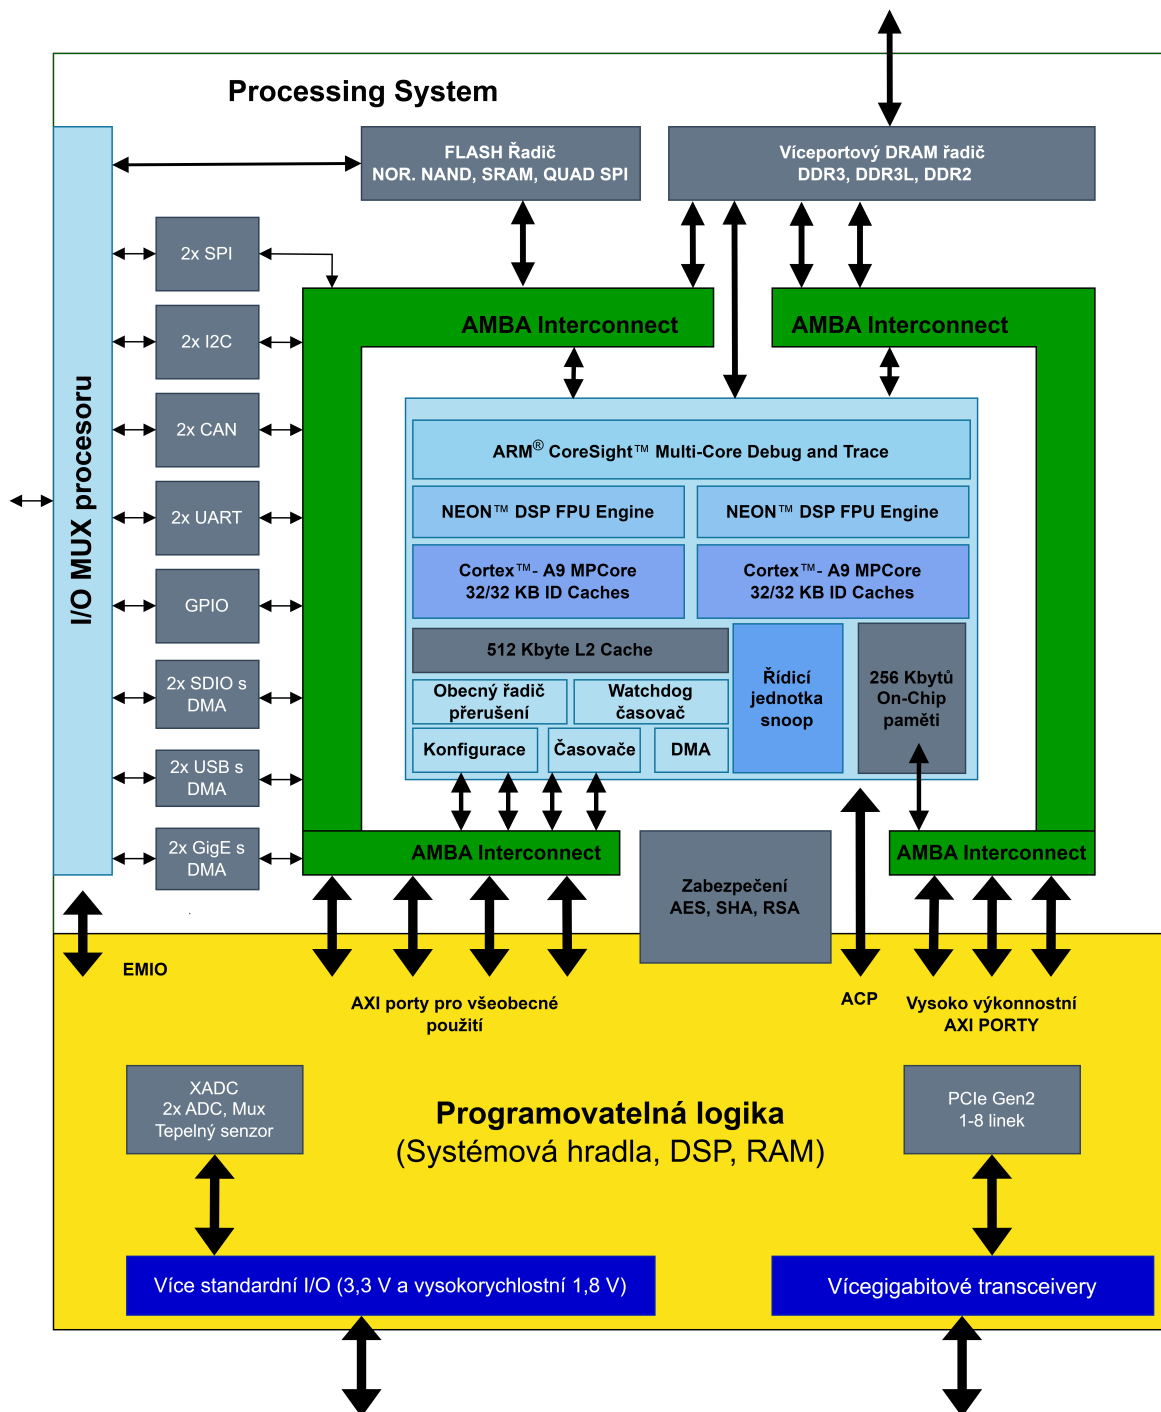 Processing System
FLASH Řadič
NOR. NAND, SRAM, QUAD SPI
Víceportový DRAM řadič
DDR3, DDR3L, DDR2
I/O MUX procesoru
2x SPI
2x I2C
2x CAN
2x UART
GPIO
2x SDIO s
DMA
2x USB s
DMA
2x GigE s
DMA
AMBA Interconnect
AMBA Interconnect
ARM® CoreSight™ Multi-Core Debug and Trace
NEON™ DSP FPU Engine
NEON™ DSP FPU Engine
Cortex™- A9 MPCore
32/32 KB ID Caches
Cortex™- A9 MPCore
32/32 KB ID Caches
512 Kbyte L2 Cache
Obecný řadič
přerušení
Watchdog
časovač
Konfigurace
Časovače
DMA
Řídicí
jednotka
snoop
256 Kbytů
On-Chip
paměti
AMBA Interconnect
AMBA Interconnect
Zabezpečení
AES, SHA, RSA
EMIO
AXI porty pro všeobecné
použití
ACP
Vysoko výkonnostní
AXI PORTY
XADC
2x ADC, Mux
Tepelný senzor
Programovatelná logika
(Systémová hradla, DSP, RAM)
PCIe Gen2
1-8 linek
Více standardní I/O (3,3 V a vysokorychlostní 1,8 V)
Vícegigabitové transceivery